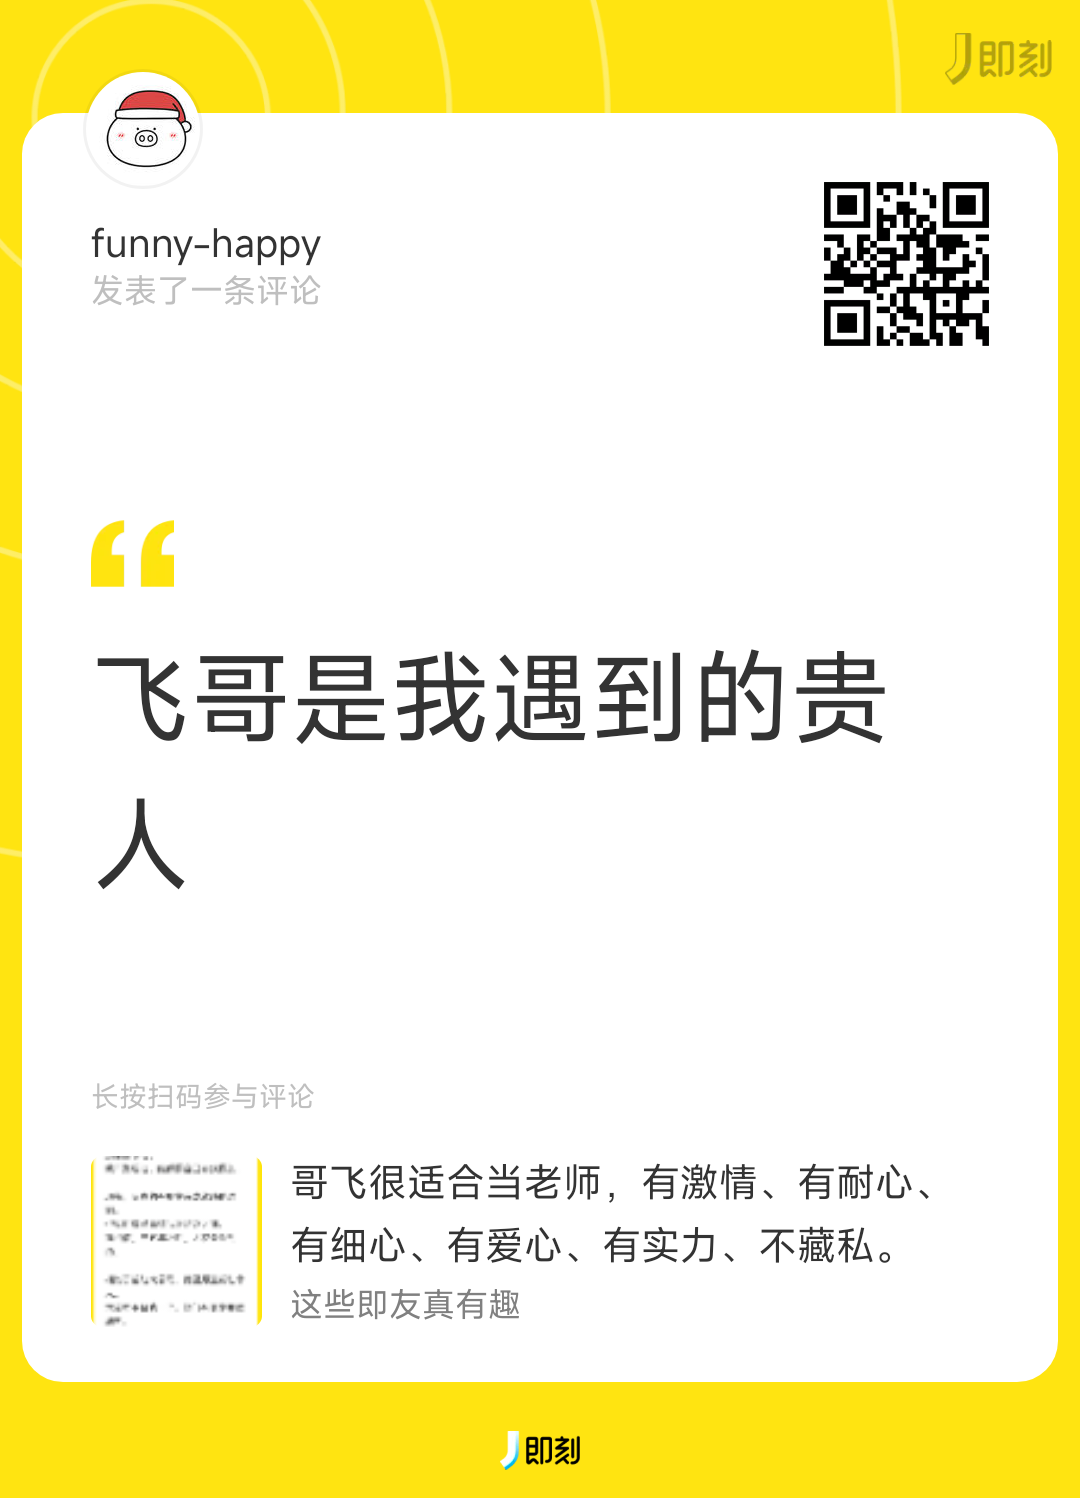 即刻
funny-happy
发表了一条评论
飞哥是我遇到的贵
人
长按扫码参与评论
哥飞很适合当老师，有激情、有耐心、
有细心、有爱心、有实力、不藏私。
这些即友真有趣
即刻